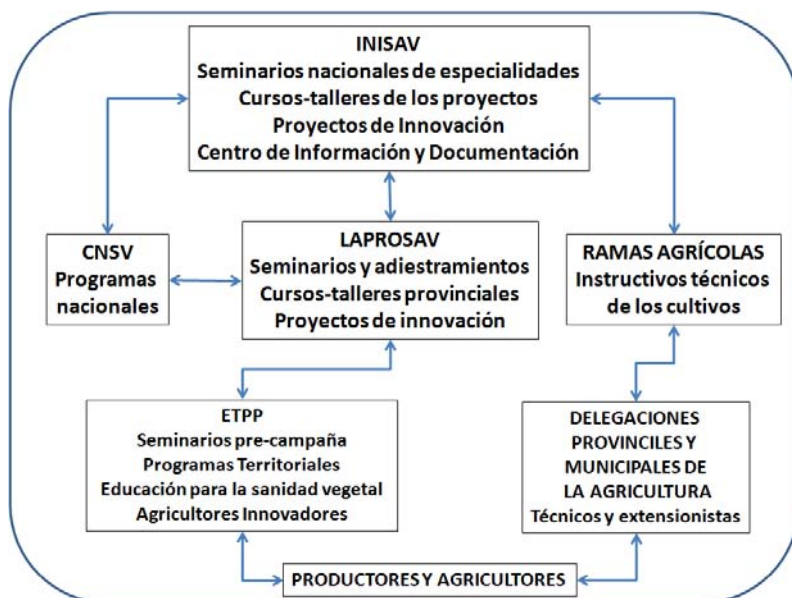 INISAV
Seminarios nacionales de especialidades
Cursos-talleres de los proyectos
Proyectos de Innovación
Centro de Información y Documentación
CNSV
Programas
nacionales
LAPROSAV
Seminarios y adiestramientos
Cursos-talleres provinciales
Proyectos de innovación
RAMAS AGRÍCOLAS
Instructivos técnicos
de los cultivos
ETPP
Seminarios pre-campaña
Programas Territoriales
Educación para la sanidad vegetal
Agricultores Innovadores
DELEGACIONES
PROVINCILES Y
MUNICIPALES DE
LA AGRICULTURA
Técnicos y extensionistas
PRODUCTORES Y AGRICULTORES